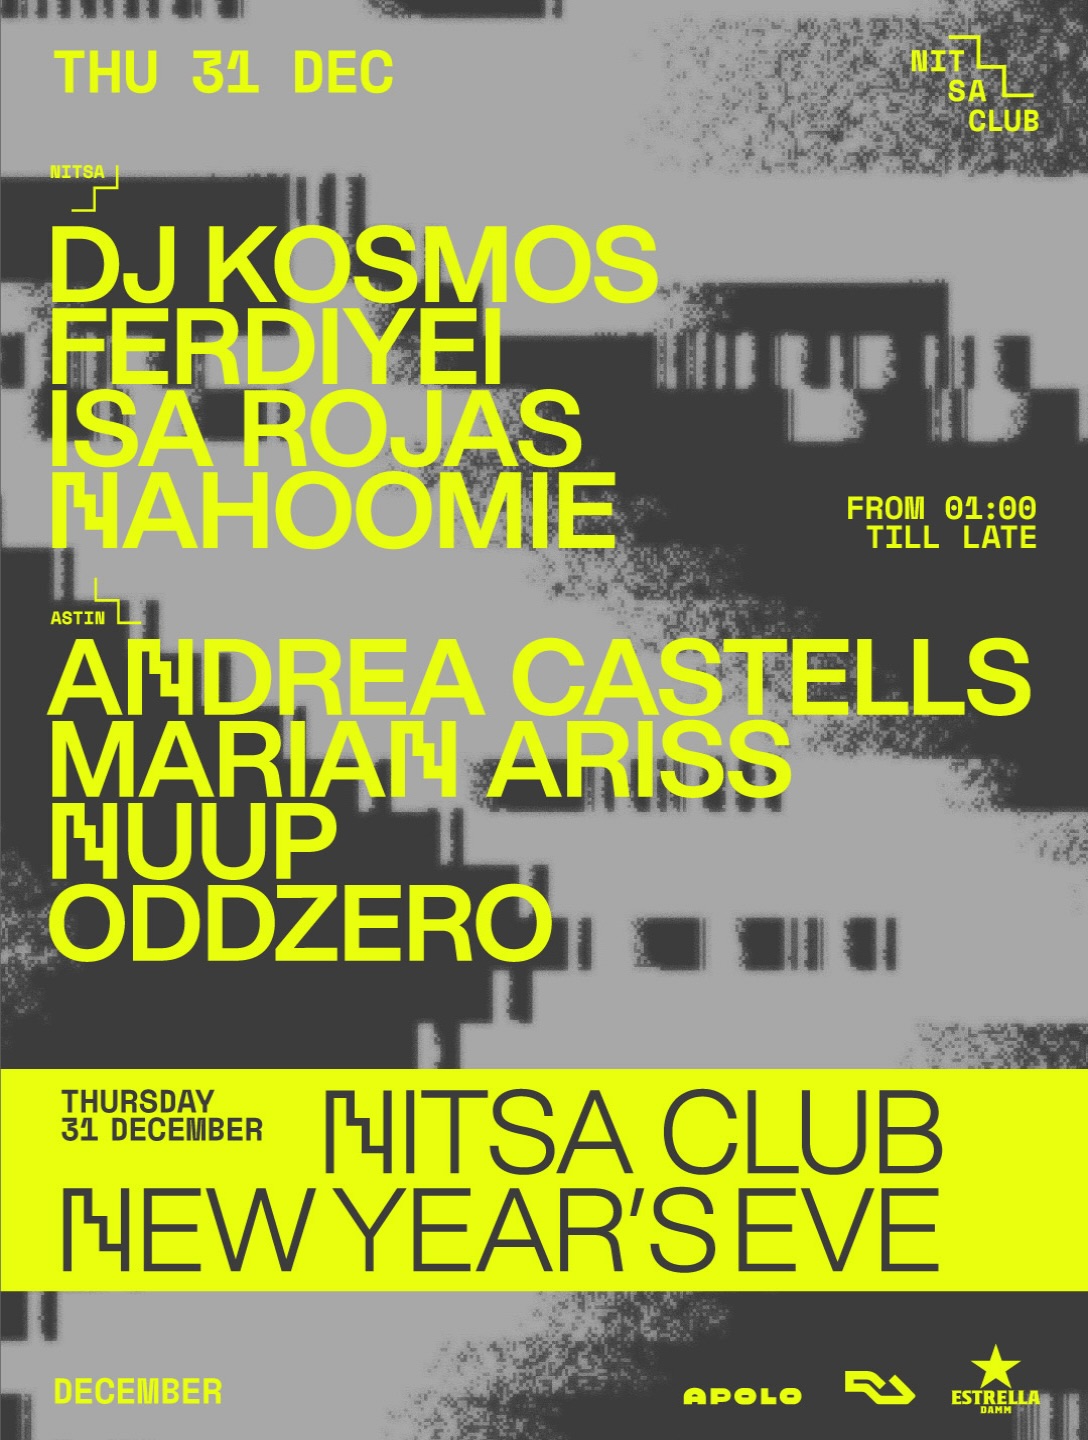 THU 31 DEC
NIT
SA
CLUB
NITSA
DJ KOSMOS
FERDIYEI
ISA ROJAS
NAHOOMIE
FROM 01:00
TILL LATE
ASTIN
ANDREA CASTELLS
MARIAN ARISS
NUUP
ODDZERO
THURSDAY
31 DECEMBER
NITSA CLUB
NEW YEAR'S EVE
DECEMBER
APOLO
RA
ESTRELLA
DAMM